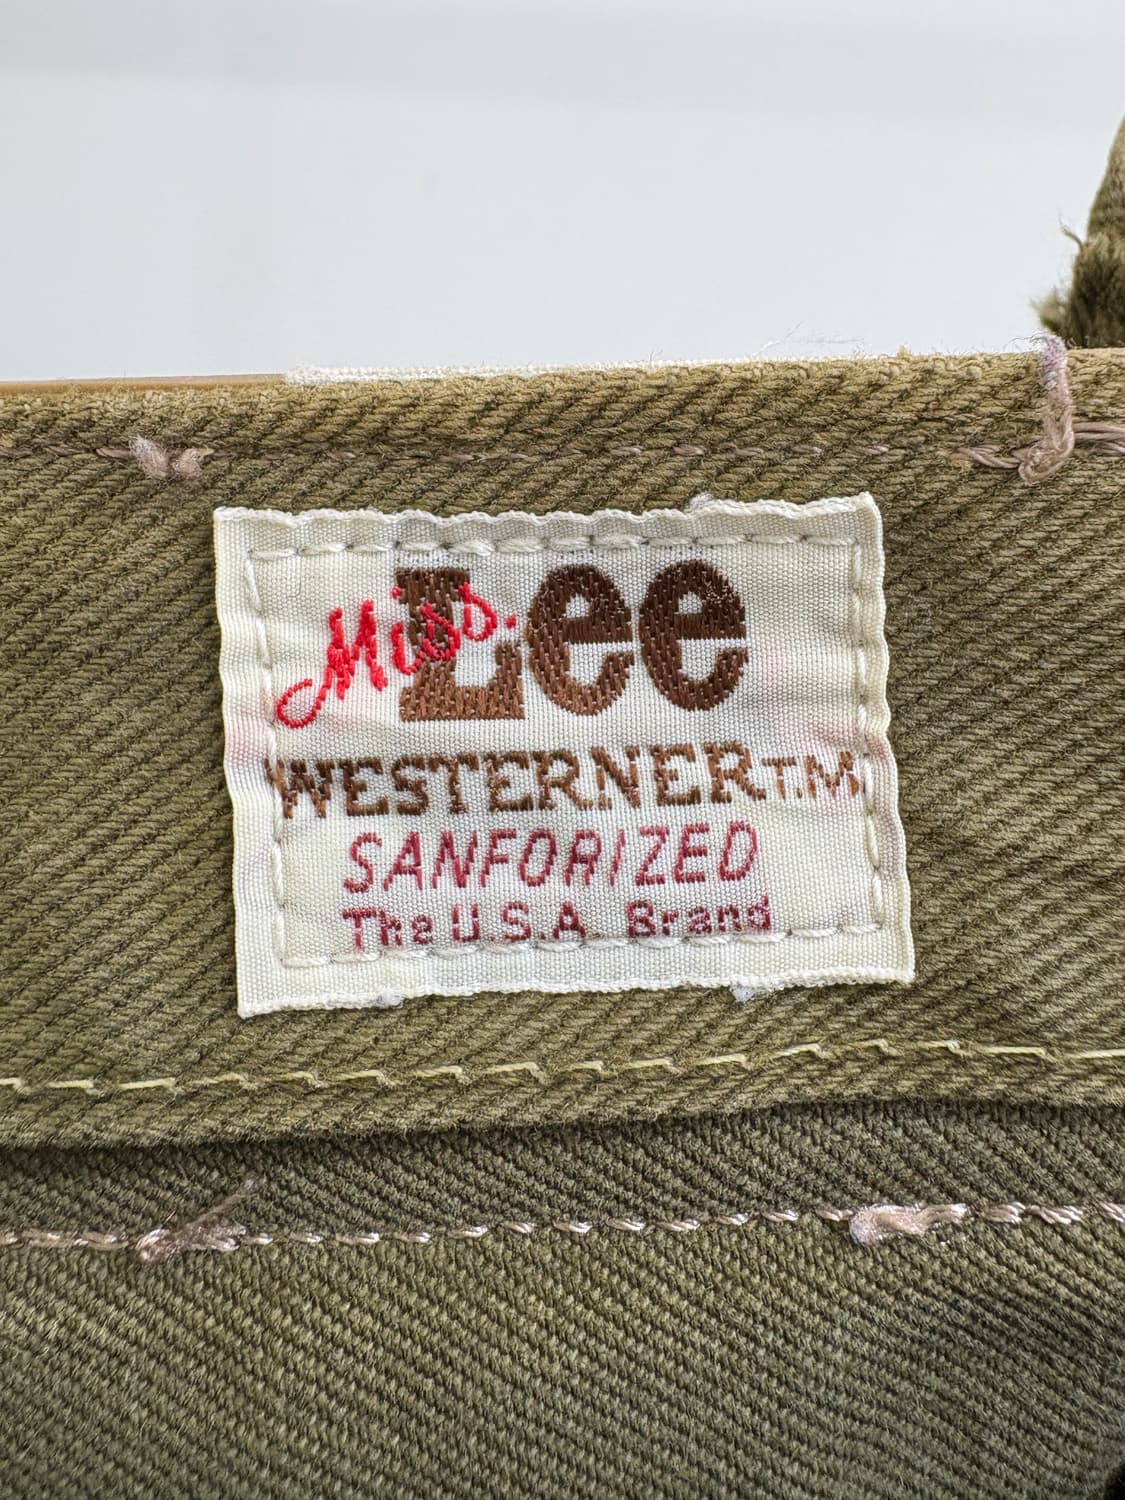 Miss. Lee
WESTERNER T.M.
SANFORIZED
The U.S.A. Brand